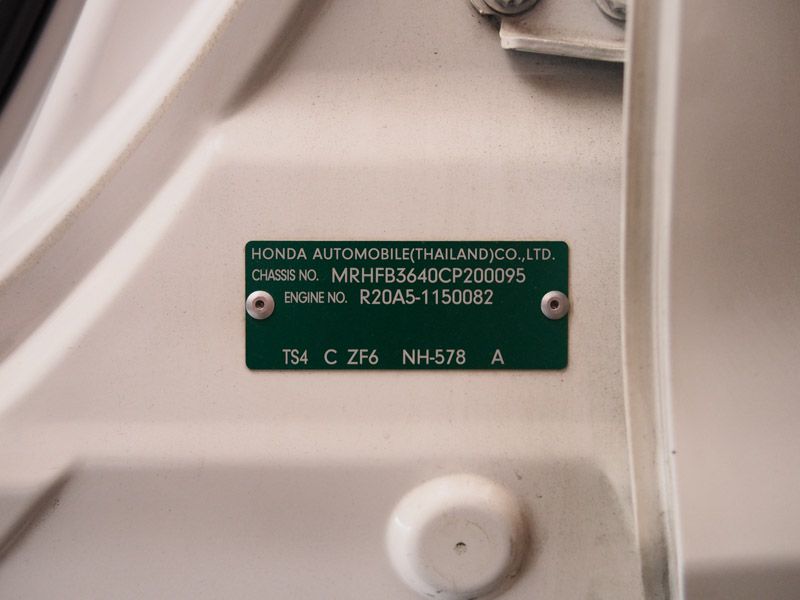 HONDA AUTOMOBILE(THAILAND)CO.,LTD.
CHASSIS NO. MRHFB3640CP200095
ENGINE NO. R20A5-1150082
TS4 C ZF6 NH-578 A